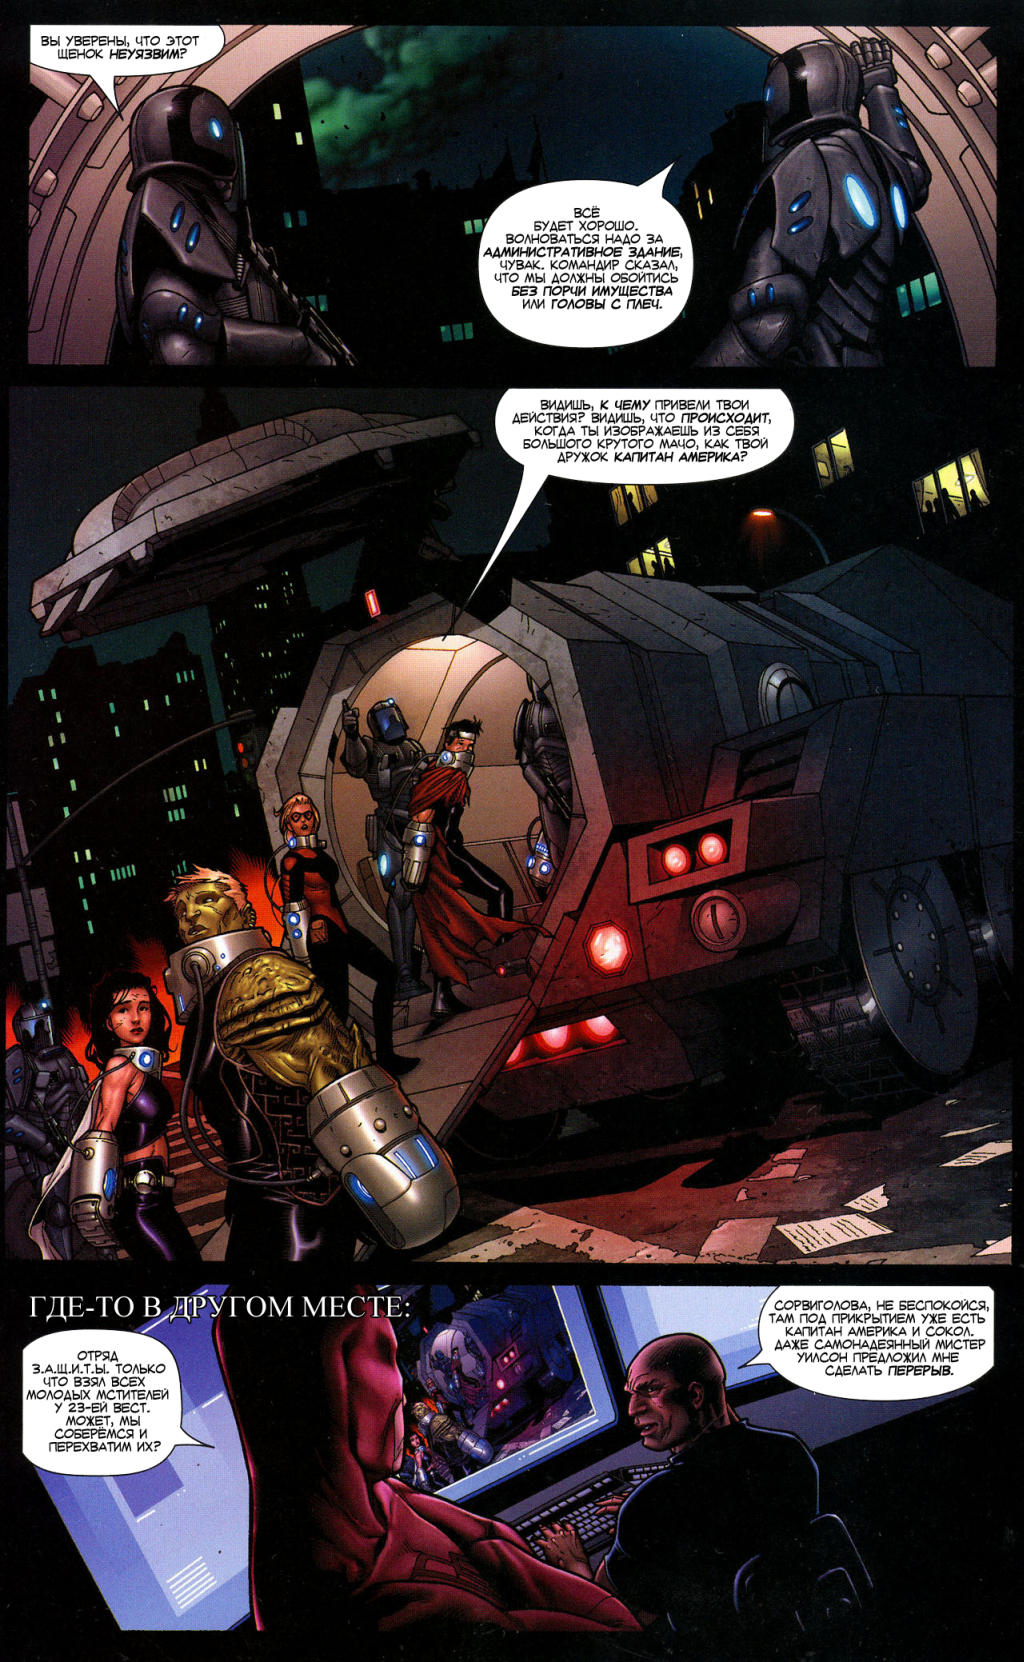 ВЫ УВЕРЕНЫ, ЧТО ЭТОТ
ЩЕНОК НЕУЯЗВИМ?
ВСЁ
БУДЕТ ХОРОШО.
ВОЛНОВАТЬСЯ НАДО ЗА
АДМИНИСТРАТИВНОЕ ЗДАНИЕ,
ЧУВАК. КОМАНДИР СКАЗАЛ,
ЧТО МЫ ДОЛЖНЫ ОБОЙТИСЬ
БЕЗ ПОРЧИ ИМУЩЕСТВА
ИЛИ ГОЛОВЫ С ПЛЕЧ.
ВИДИШЬ, К ЧЕМУ ПРИВЕЛИ ТВОИ
ДЕЙСТВИЯ? ВИДИШЬ, ЧТО ПРОИСХОДИТ,
КОГДА ТЫ ИЗОБРАЖАЕШЬ ИЗ СЕБЯ
БОЛЬШОГО КРУТОГО МАЧО, КАК ТВОЙ
ДРУЖОК КАПИТАН АМЕРИКА?
ГДЕ-ТО В ДРУГОМ МЕСТЕ:
ОТРЯД
З.А.Щ.И.Т.Ы. ТОЛЬКО
ЧТО ВЗЯЛ ВСЕХ
МОЛОДЫХ МСТИТЕЛЕЙ
У 23-ЕЙ ВЕСТ.
МОЖЕТ, МЫ
СОБЕРЁМСЯ И
ПЕРЕХВАТИМ ИХ?
СОРВИГОЛОВА, НЕ БЕСПОКОЙСЯ,
ТАМ ПОД ПРИКРЫТИЕМ УЖЕ ЕСТЬ
КАПИТАН АМЕРИКА И СОКОЛ.
ДАЖЕ САМОНАДЕЯННЫЙ МИСТЕР
УИЛСОН ПРЕДЛОЖИЛ МНЕ
СДЕЛАТЬ ПЕРЕРЫВ.